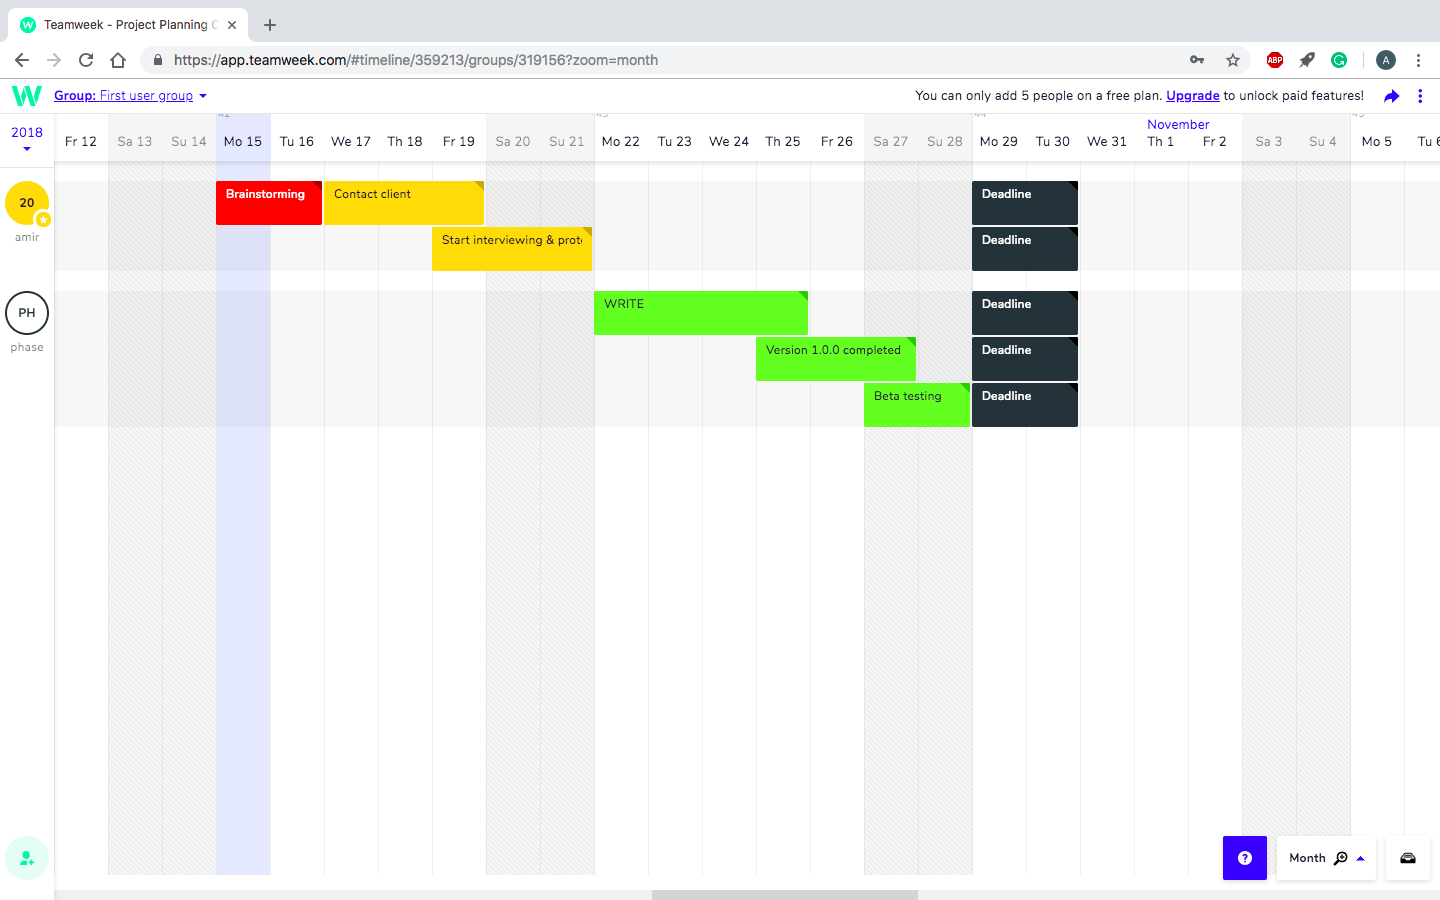 Teamweek - Project Planning C
https://app.teamweek.com/#timeline/359213/groups/319156?zoom=month
ABP
A
Group: First user group
You can only add 5 people on a free plan. Upgrade to unlock paid features!
2018
November
Fr 12 Sa 13 Su 14 Mo 15 Tu 16 We 17 Th 18 Fr 19 Sa 20 Su 21 Mo 22 Tu 23 We 24 Th 25 Fr 26 Sa 27 Su 28 Mo 29 Tu 30 We 31 Th 1 Fr 2 Sa 3 Su 4 Mo 5 Tu 6
20
amir
Brainstorming Contact client Deadline
Start interviewing & prot Deadline
PH
phase
WRITE Deadline
Version 1.0.0 completed Deadline
Beta testing Deadline
? Month